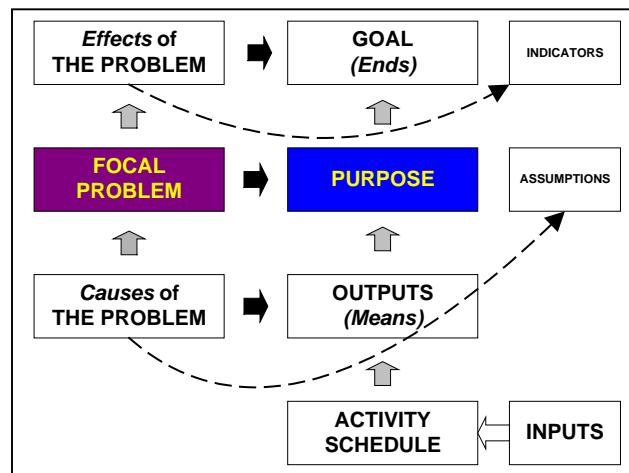 Effects of
THE PROBLEM
GOAL
(Ends)
INDICATORS
FOCAL
PROBLEM
PURPOSE
ASSUMPTIONS
Causes of
THE PROBLEM
OUTPUTS
(Means)
ACTIVITY
SCHEDULE
INPUTS